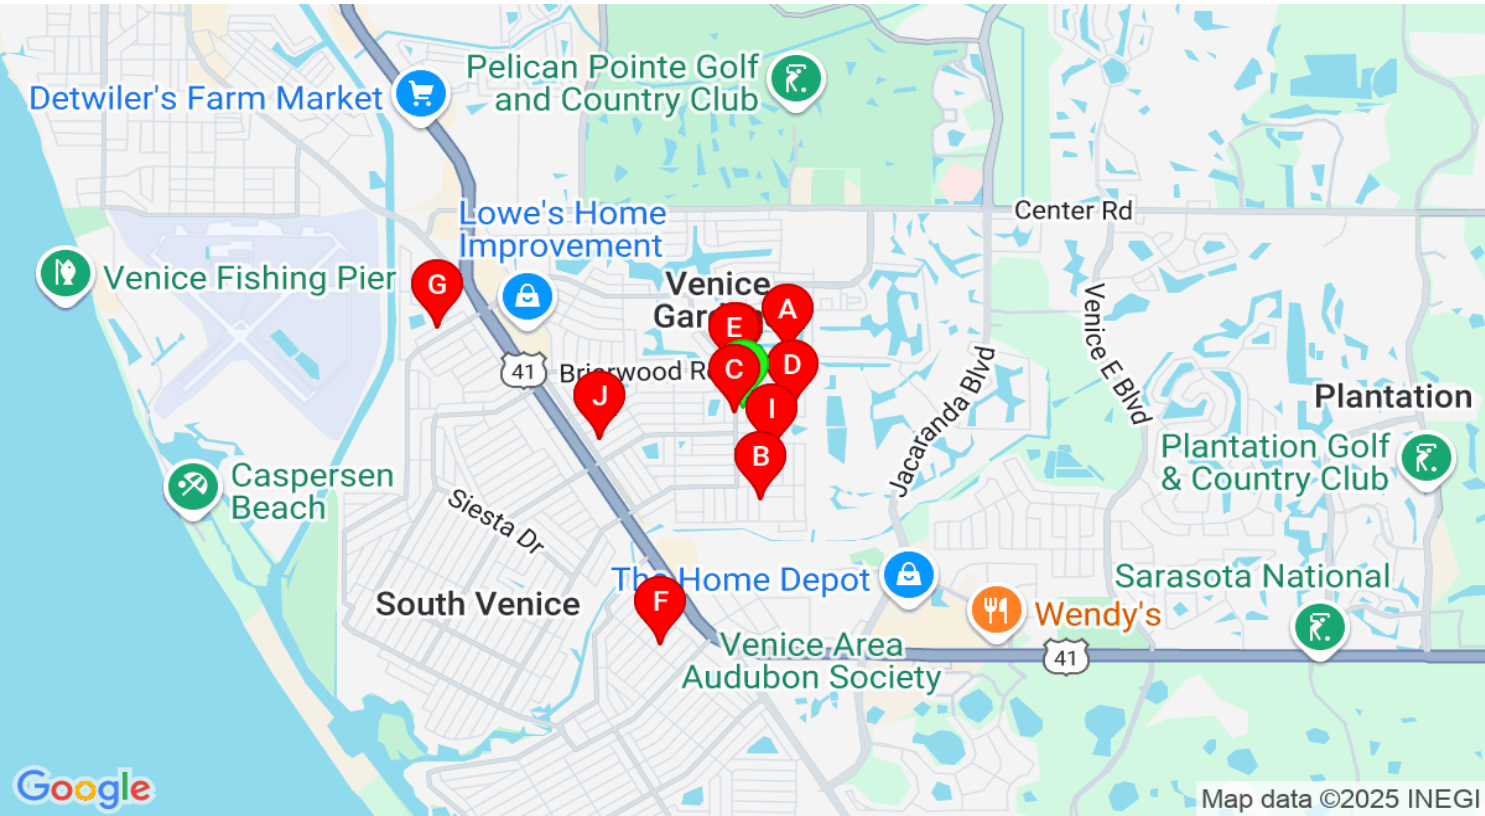 Pelican Pointe Golf
and Country Club
Detwiler's Farm Market
Center Rd
Lowe's Home
Improvement
Venice Fishing Pier
G
Venice
A
E
41
Briarwood
C
D
Venice E Blvd
J
I
Jacaranda Blvd
Plantation
B
Plantation Golf
& Country Club
Caspersen
Beach
Siesta Dr
The Home Depot
Sarasota National
F
South Venice
Wendy's
Venice Area
Audubon Society
41
Google
Map data ©2025 INEGI